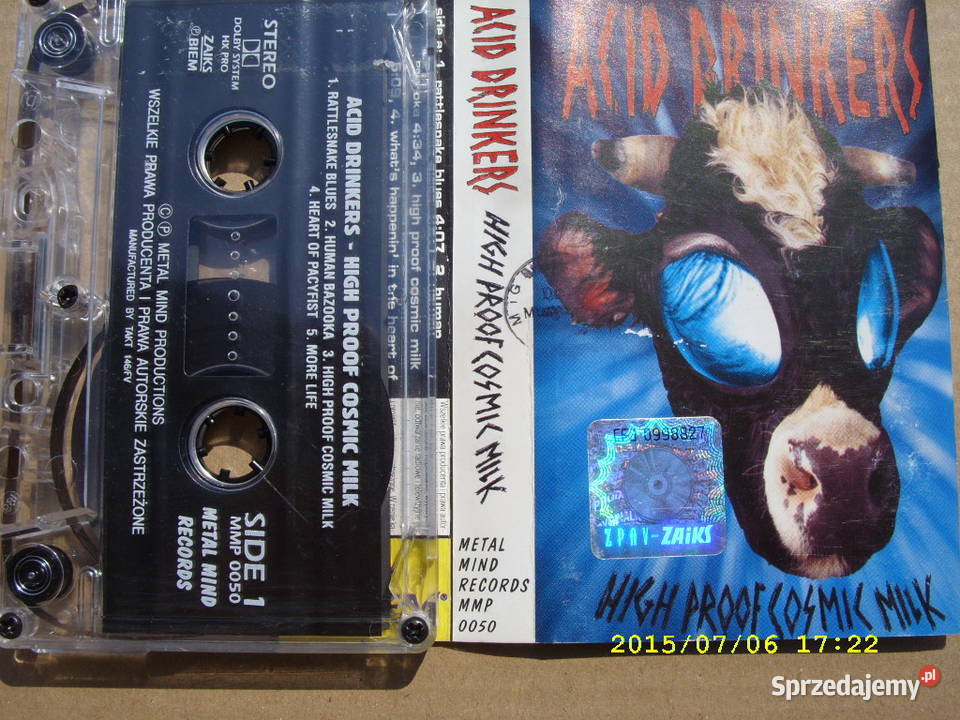 STEREO
DOLBY SYSTEM
HX PRO
ZAIKS
℗ BIEM
ACID DRINKERS - HIGH PROOF COSMIC MILK
1. RATTLESNAKE BLUES 2. HUMAN BAZOOKA 3. HIGH PROOF COSMIC MILK
4. HEART OF PACYFIST 5. MORE LIFE
SIDE 1
MMP 0050
METAL MIND
RECORDS
© ℗ METAL MIND PRODUCTIONS
WSZELKIE PRAWA PRODUCENTA I PRAWA AUTORSKIE ZASTRZEŻONE
MANUFACTURED BY TAKT 146/FV
side a: 1. rattlesnake blues 4:07, 2. human
4:34, 3. high proof cosmic milk
5:09, 4. what's happenin' in the heart of
ACID DRINKERS HIGH PROOF COSMIC MILK
METAL
MIND
RECORDS
MMP
0050
ACID DRINKERS
0998827
ZPAV-ZAiKS
HIGH PROOF COSMIC MILK
2015/07/06 17:22
Sprzedajemy.pl